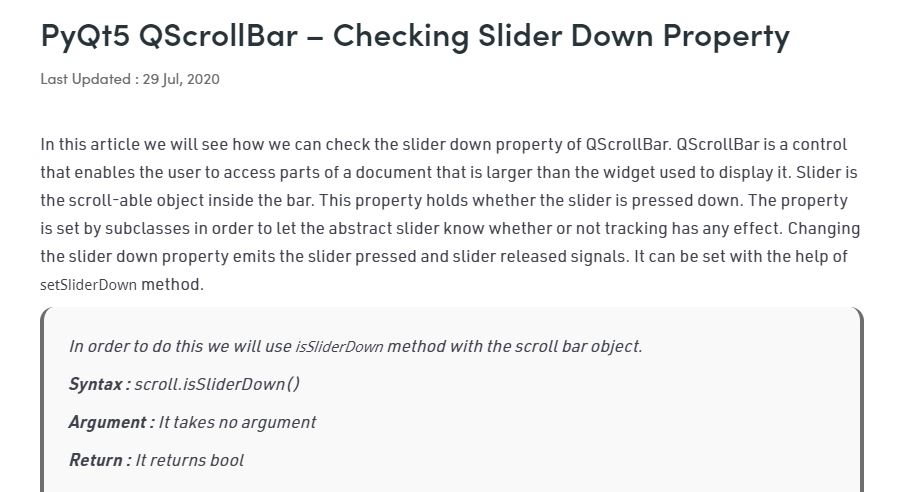 PyQt5 QScrollBar – Checking Slider Down Property
Last Updated : 29 Jul, 2020
In this article we will see how we can check the slider down property of QScrollBar. QScrollBar is a control
that enables the user to access parts of a document that is larger than the widget used to display it. Slider is
the scroll-able object inside the bar. This property holds whether the slider is pressed down. The property
is set by subclasses in order to let the abstract slider know whether or not tracking has any effect. Changing
the slider down property emits the slider pressed and slider released signals. It can be set with the help of
setSliderDown method.
In order to do this we will use isSliderDown method with the scroll bar object.
Syntax : scroll.isSliderDown()
Argument : It takes no argument
Return : It returns bool